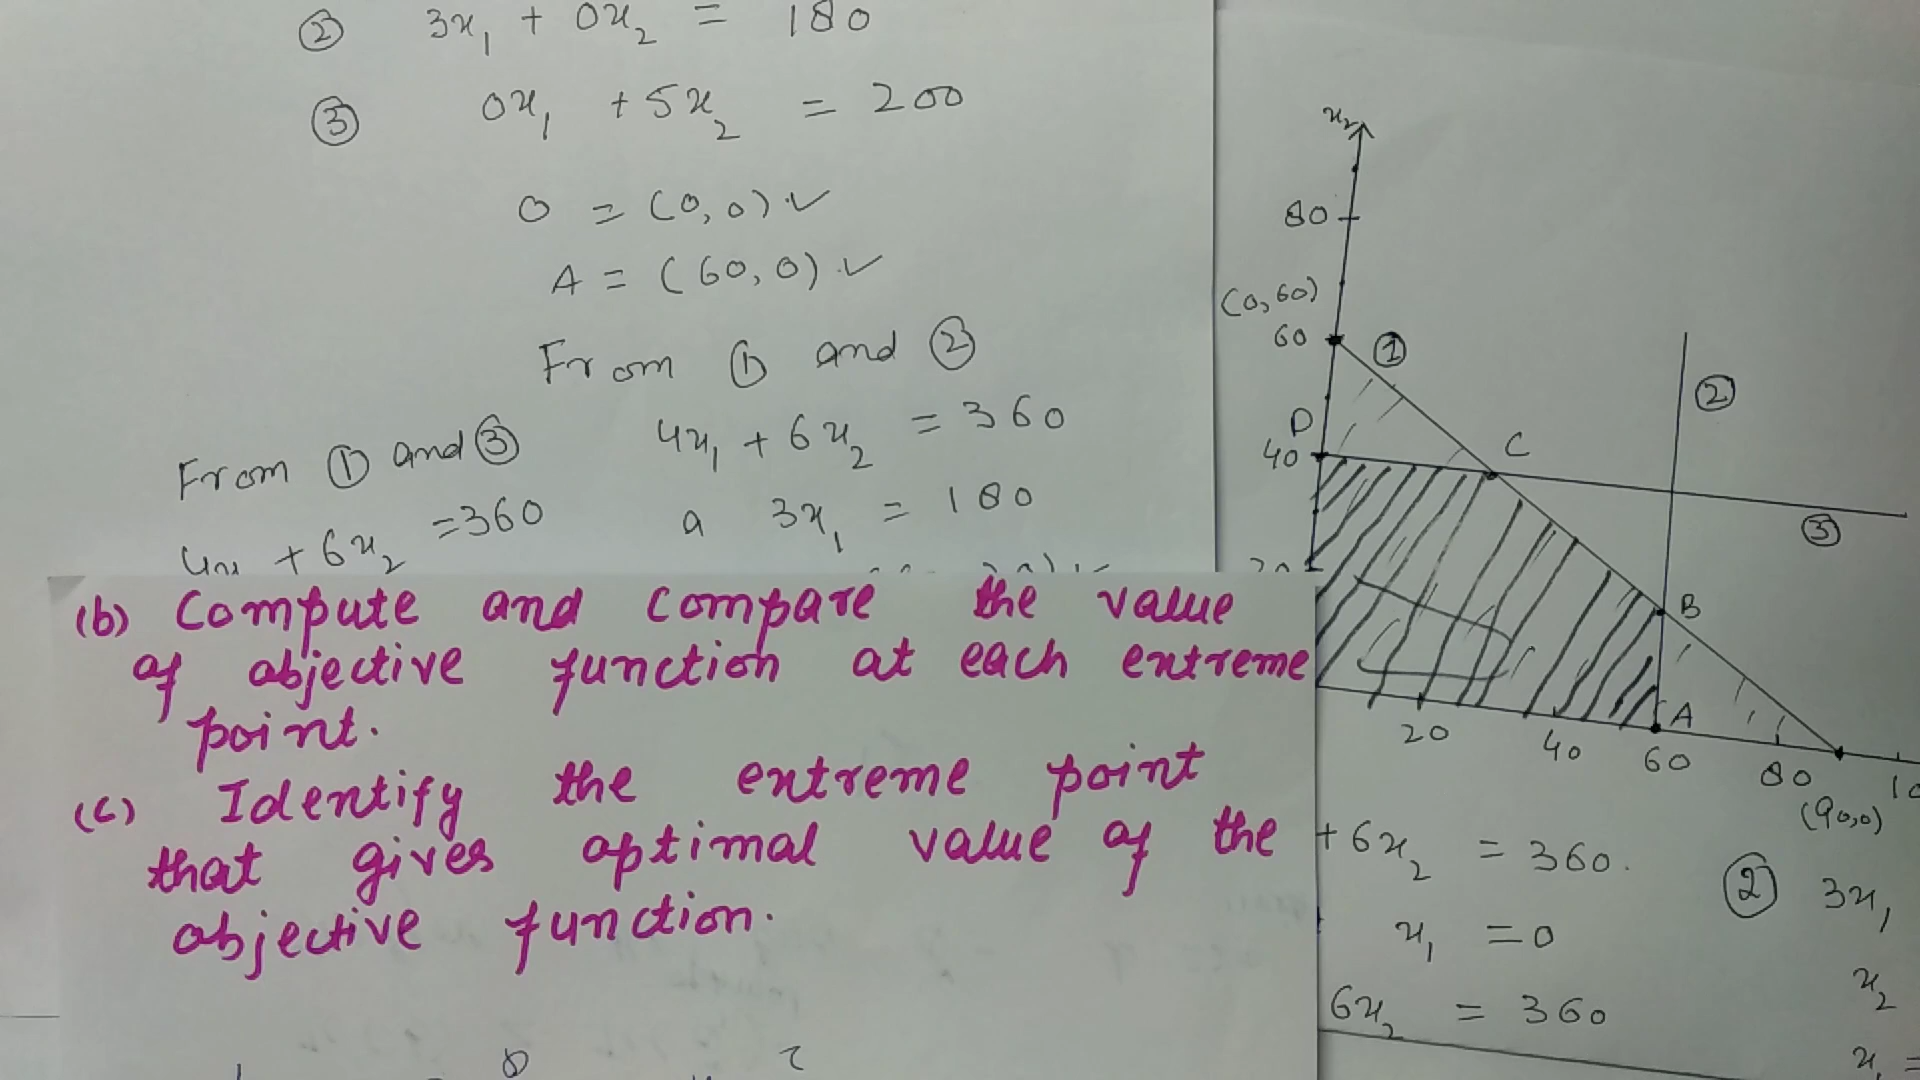 ② 3x₁ + 0x₂ = 180
③ 0x₁ + 5x₂ = 200
O = (0,0) ✓
A = (60,0) ✓
From ① and ②
4x₁ + 6x₂ = 360
a 3x₁ = 180
From ① and ③
4x₁ + 6x₂ = 360
(b) Compute and compare the value
of objective function at each extreme
point.
(c) Identify the extreme point
that gives optimal value of the
objective function.
x₂
80
(0,60)
60
①
②
D
40
C
③
20
B
A
20
40
60
80
(90,0)
+ 6x₂ = 360.
x₁ = 0
6x₂ = 360
② 3x₁
x₂
x₁ =